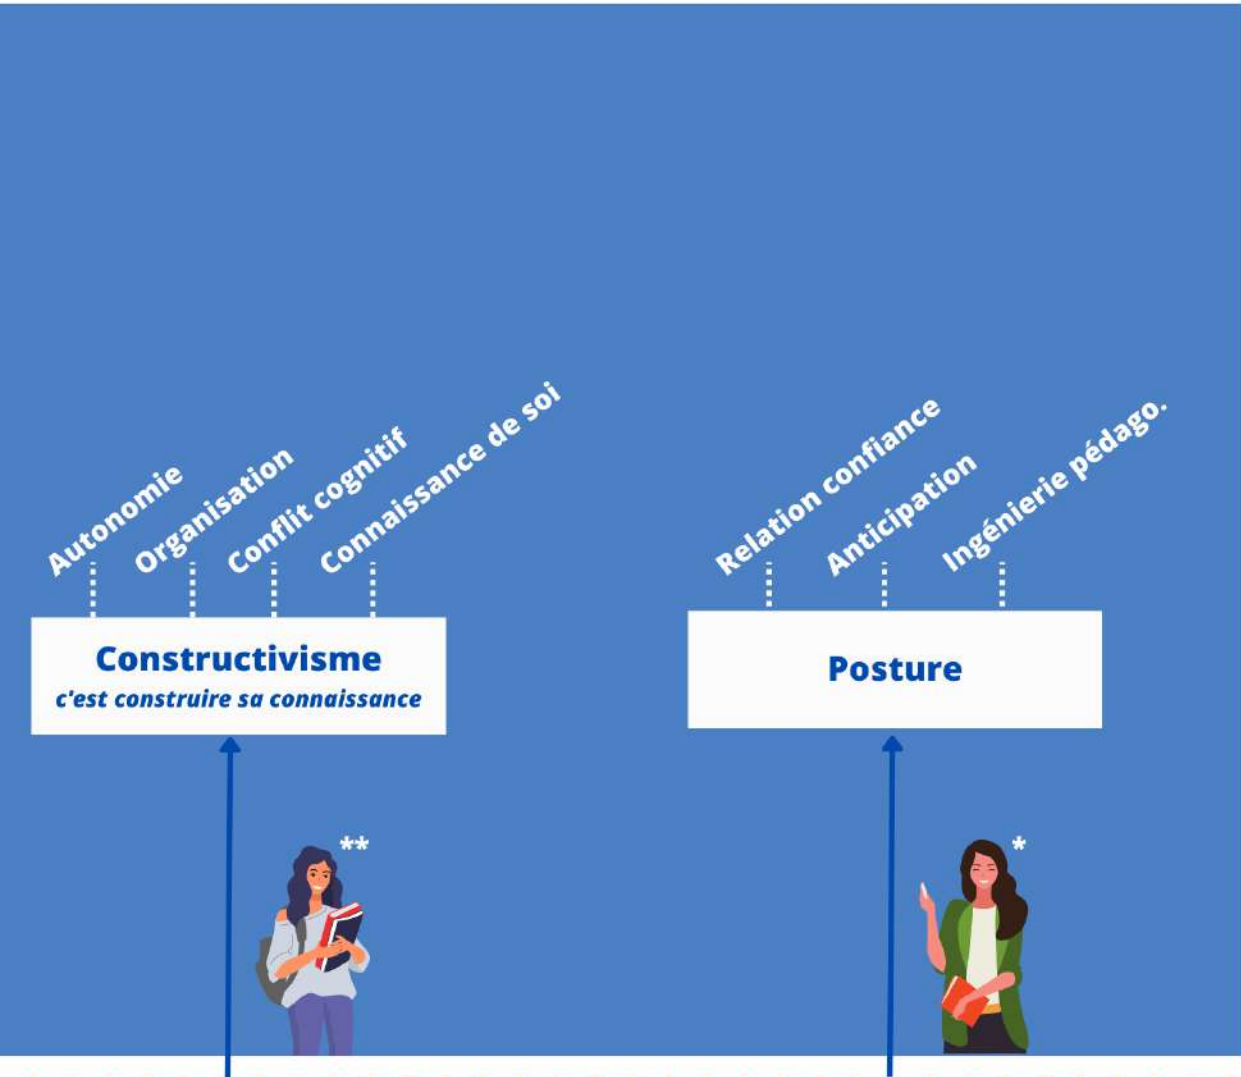 Autonomie
Organisation
Conflit cognitif
Connaissance de soi
Constructivisme
c'est construire sa connaissance
**
Relation confiance
Anticipation
Ingénierie pédago.
Posture
*